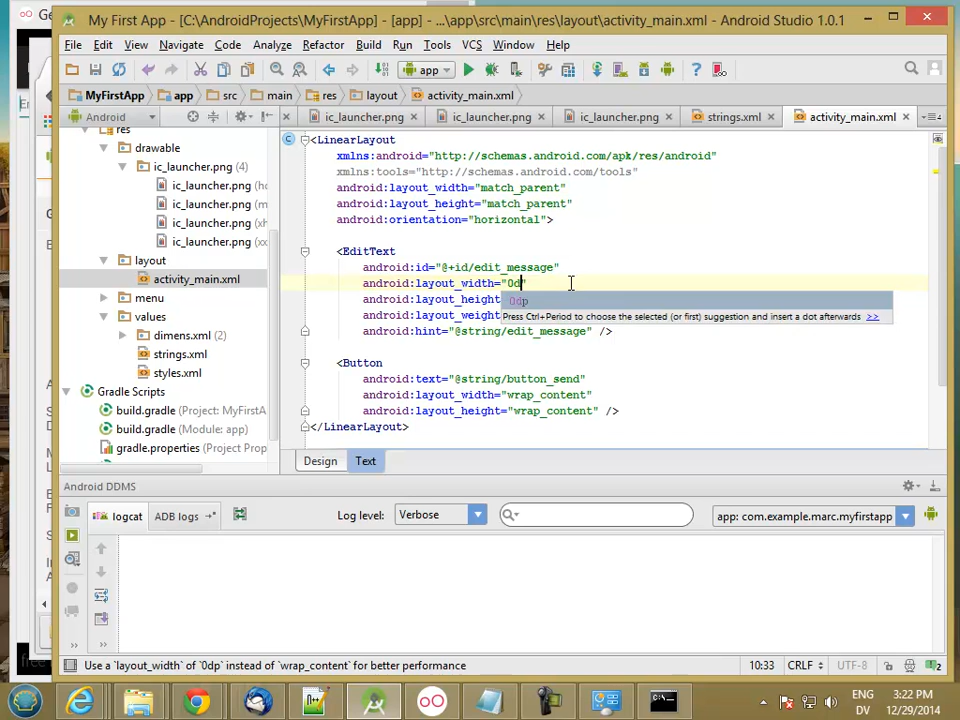 Ge
My First App - [C:\AndroidProjects\MyFirstApp] - [app] - ...\app\src\main\res\layout\activity_main.xml - Android Studio 1.0.1
File Edit View Navigate Code Analyze Refactor Build Run Tools VCS Window Help
app
MyFirstApp app src main res layout activity_main.xml
Android
ic_launcher.png ic_launcher.png ic_launcher.png strings.xml activity_main.xml
res
drawable
ic_launcher.png (4)
ic_launcher.png (h
ic_launcher.png (m
ic_launcher.png (xh
ic_launcher.png (xx
layout
activity_main.xml
menu
values
dimens.xml (2)
strings.xml
styles.xml
Gradle Scripts
build.gradle (Project: MyFirstA
build.gradle (Module: app)
gradle.properties (Project Prop
<LinearLayout
xmlns:android="http://schemas.android.com/apk/res/android"
xmlns:tools="http://schemas.android.com/tools"
android:layout_width="match_parent"
android:layout_height="match_parent"
android:orientation="horizontal">
<EditText
android:id="@+id/edit_message"
android:layout_width="0d"
android:layout_height
0dp
android:layout_weight
Press Ctrl+Period to choose the selected (or first) suggestion and insert a dot afterwards >>
android:hint="@string/edit_message" />
<Button
android:text="@string/button_send"
android:layout_width="wrap_content"
android:layout_height="wrap_content" />
</LinearLayout>
Design Text
Android DDMS
logcat ADB logs Log level: Verbose app: com.example.marc.myfirstapp
Use a 'layout_width' of '0dp' instead of 'wrap_content' for better performance 10:33 CRLF UTF-8
ENG 3:22 PM
DV 12/29/2014